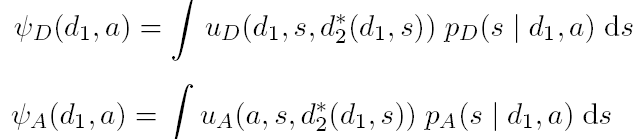 ψ_D(d_1, a) = ∫ u_D(d_1, s, d_2^*(d_1, s)) p_D(s | d_1, a) ds
ψ_A(d_1, a) = ∫ u_A(a, s, d_2^*(d_1, s)) p_A(s | d_1, a) ds